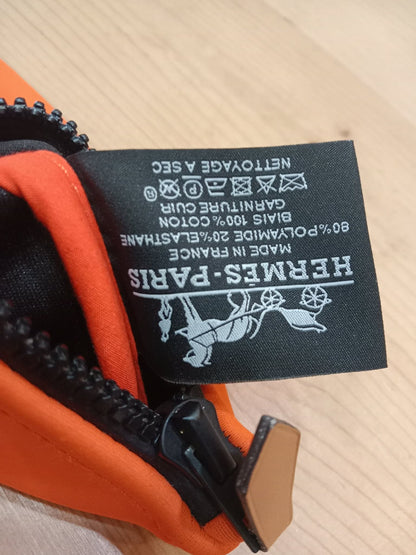 HERMÈS-PARIS
MADE IN FRANCE
80%POLYAMIDE 20%ELASTHANE
BIAIS 100% COTON
GARNITURE CUIR
NETTOYAGE A SEC